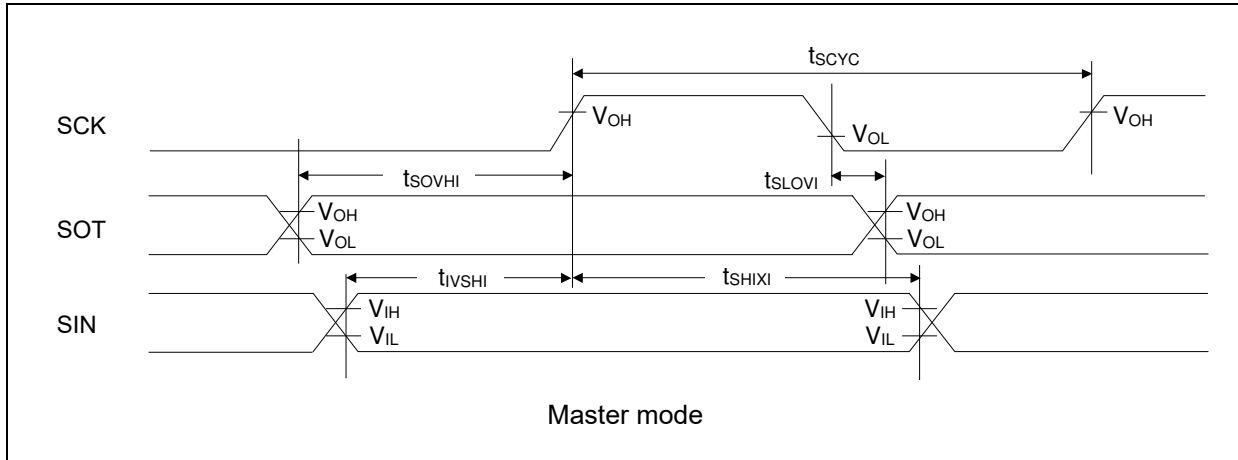 tSCYC
SCK
VOH
VOL
VOH
tSOVHI
tSLOVI
SOT
VOH
VOL
VOH
VOL
tIVSHI
tSHIXI
SIN
VIH
VIL
VIH
VIL
Master mode